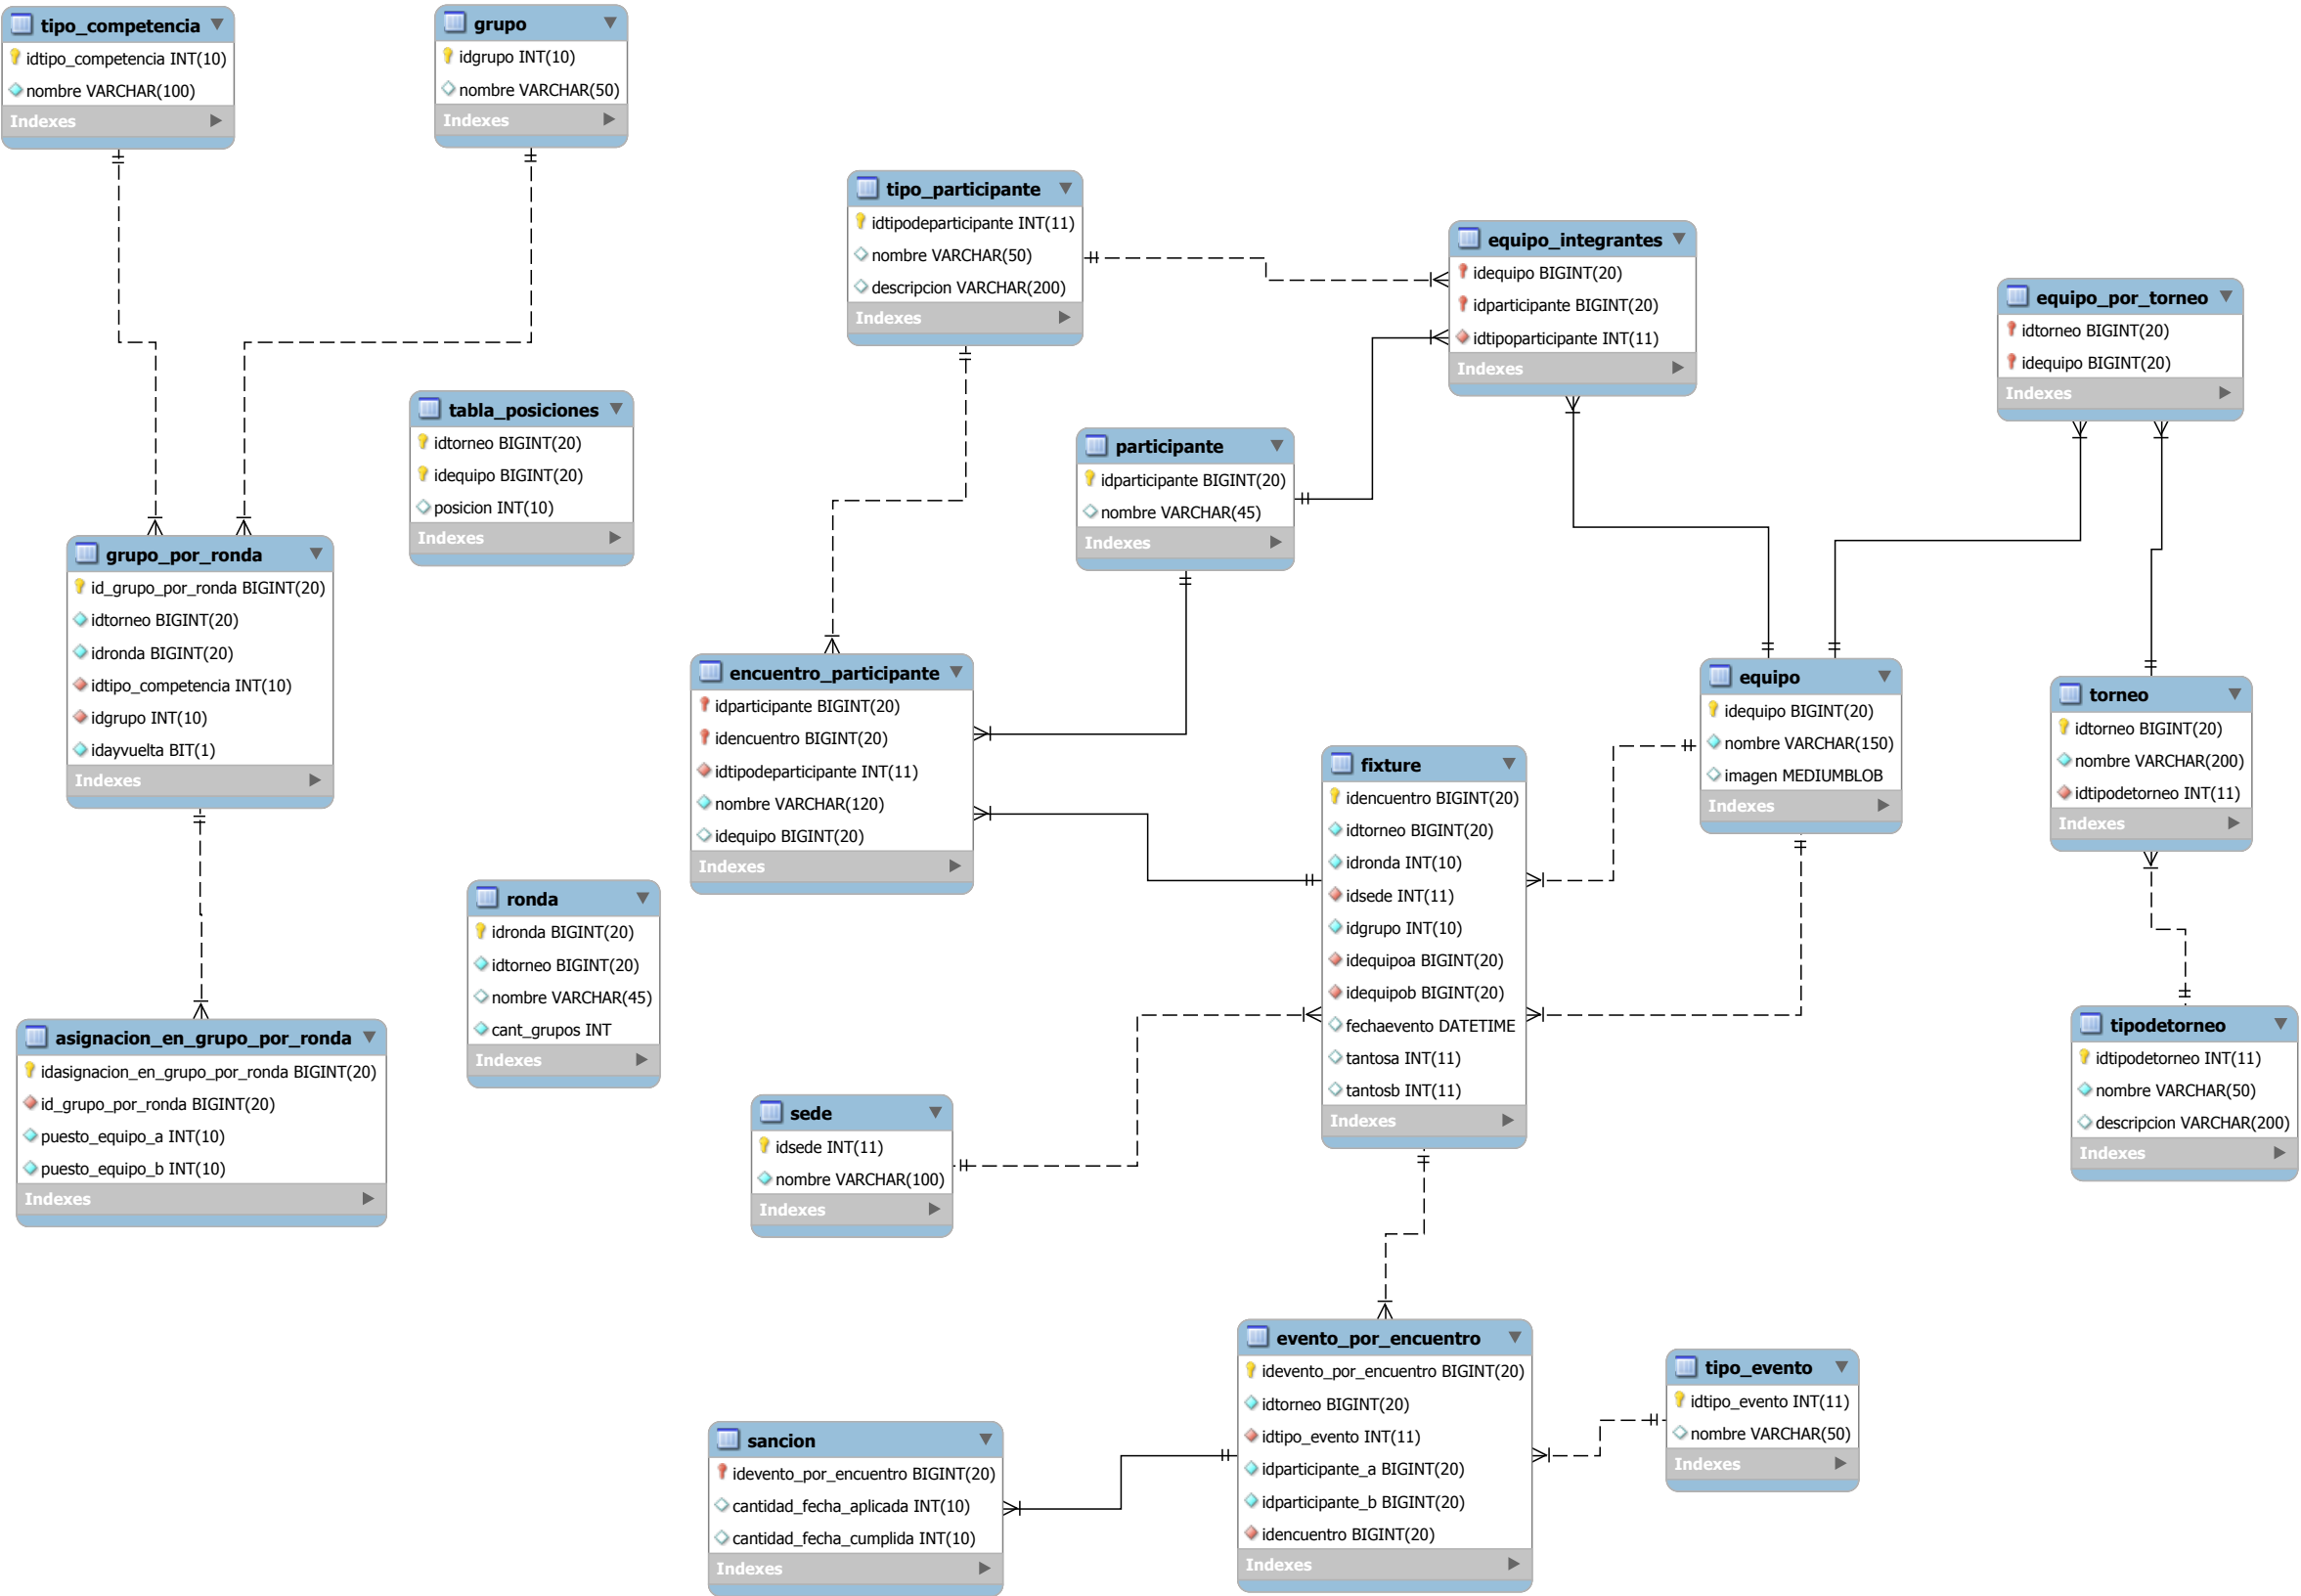 tipo_competencia
idtipo_competencia INT(10)
nombre VARCHAR(100)
Indexes
grupo
idgrupo INT(10)
nombre VARCHAR(50)
Indexes
tipo_participante
idtipodeparticipante INT(11)
nombre VARCHAR(50)
descripcion VARCHAR(200)
Indexes
equipo_integrantes
idequipo BIGINT(20)
idparticipante BIGINT(20)
idtipoparticipante INT(11)
Indexes
equipo_por_torneo
idtorneo BIGINT(20)
idequipo BIGINT(20)
Indexes
tabla_posiciones
idtorneo BIGINT(20)
idequipo BIGINT(20)
posicion INT(10)
Indexes
participante
idparticipante BIGINT(20)
nombre VARCHAR(45)
Indexes
grupo_por_ronda
id_grupo_por_ronda BIGINT(20)
idtorneo BIGINT(20)
idronda BIGINT(20)
idtipo_competencia INT(10)
idgrupo INT(10)
idayvuelta BIT(1)
Indexes
encuentro_participante
idparticipante BIGINT(20)
idencuentro BIGINT(20)
idtipodeparticipante INT(11)
nombre VARCHAR(120)
idequipo BIGINT(20)
Indexes
equipo
idequipo BIGINT(20)
nombre VARCHAR(150)
imagen MEDIUMBLOB
Indexes
torneo
idtorneo BIGINT(20)
nombre VARCHAR(200)
idtipodetorneo INT(11)
Indexes
fixture
idencuentro BIGINT(20)
idtorneo BIGINT(20)
idronda INT(10)
idsede INT(11)
idgrupo INT(10)
idequipoa BIGINT(20)
idequipob BIGINT(20)
fechaevento DATETIME
tantosa INT(11)
tantosb INT(11)
Indexes
ronda
idronda BIGINT(20)
idtorneo BIGINT(20)
nombre VARCHAR(45)
cant_grupos INT
Indexes
asignacion_en_grupo_por_ronda
idasignacion_en_grupo_por_ronda BIGINT(20)
id_grupo_por_ronda BIGINT(20)
puesto_equipo_a INT(10)
puesto_equipo_b INT(10)
Indexes
tipodetorneo
idtipodetorneo INT(11)
nombre VARCHAR(50)
descripcion VARCHAR(200)
Indexes
sede
idsede INT(11)
nombre VARCHAR(100)
Indexes
evento_por_encuentro
idevento_por_encuentro BIGINT(20)
idtorneo BIGINT(20)
idtipo_evento INT(11)
idparticipante_a BIGINT(20)
idparticipante_b BIGINT(20)
idencuentro BIGINT(20)
Indexes
tipo_evento
idtipo_evento INT(11)
nombre VARCHAR(50)
Indexes
sancion
idevento_por_encuentro BIGINT(20)
cantidad_fecha_aplicada INT(10)
cantidad_fecha_cumplida INT(10)
Indexes